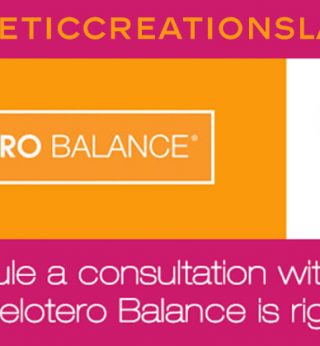 ETICCREATIONSLA
RO BALANCE®
ule a consultation wit
elotero Balance is rig